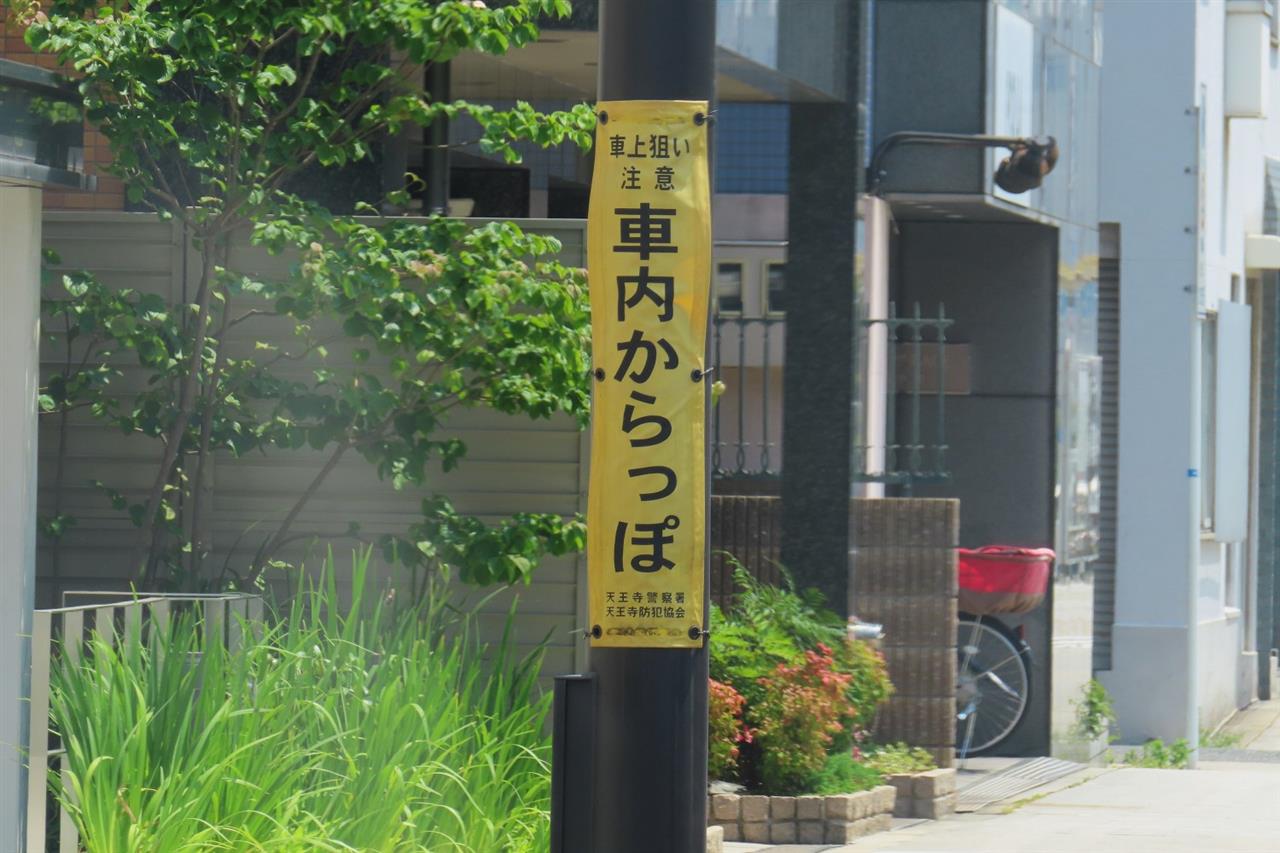 車上狙い
注意
車内からっぽ
天王寺警察署
天王寺防犯協会